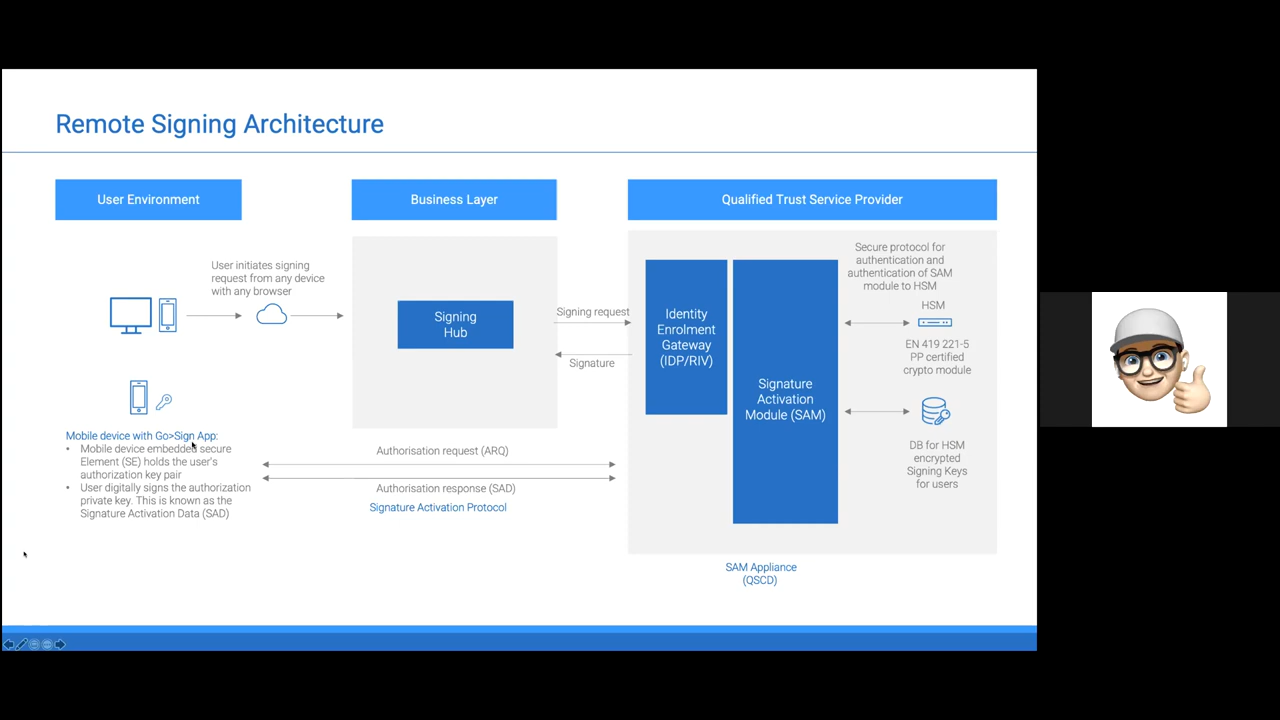 Remote Signing Architecture
User Environment
Business Layer
Qualified Trust Service Provider
User initiates signing
request from any device
with any browser
Signing
Hub
Signing request
Signature
Identity
Enrolment
Gateway
(IDP/RIV)
Signature
Activation
Module (SAM)
Secure protocol for
authentication and
authentication of SAM
module to HSM
HSM
EN 419 221-5
PP certified
crypto module
DB for HSM
encrypted
Signing Keys
for users
Mobile device with Go>Sign App:
• Mobile device embedded secure
Element (SE) holds the user's
authorization key pair
• User digitally signs the authorization
private key. This is known as the
Signature Activation Data (SAD)
Authorisation request (ARQ)
Authorisation response (SAD)
Signature Activation Protocol
SAM Appliance
(QSCD)